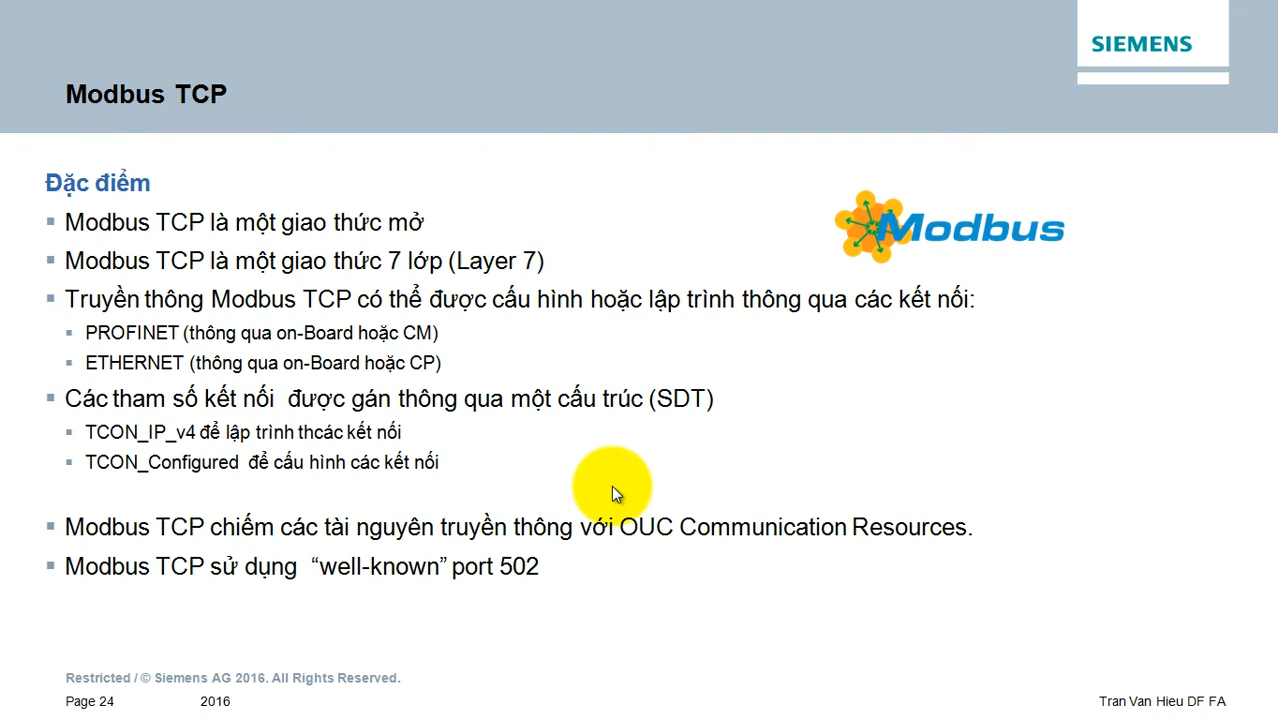 SIEMENS
Modbus TCP
Đặc điểm
Modbus
Modbus TCP là một giao thức mở
Modbus TCP là một giao thức 7 lớp (Layer 7)
Truyền thông Modbus TCP có thể được cấu hình hoặc lập trình thông qua các kết nối:
PROFINET (thông qua on-Board hoặc CM)
ETHERNET (thông qua on-Board hoặc CP)
Các tham số kết nối được gán thông qua một cấu trúc (SDT)
TCON_IP_v4 để lập trình thcác kết nối
TCON_Configured để cấu hình các kết nối
Modbus TCP chiếm các tài nguyên truyền thông với OUC Communication Resources.
Modbus TCP sử dụng “well-known” port 502
Restricted / © Siemens AG 2016. All Rights Reserved.
Page 24 2016 Tran Van Hieu DF FA